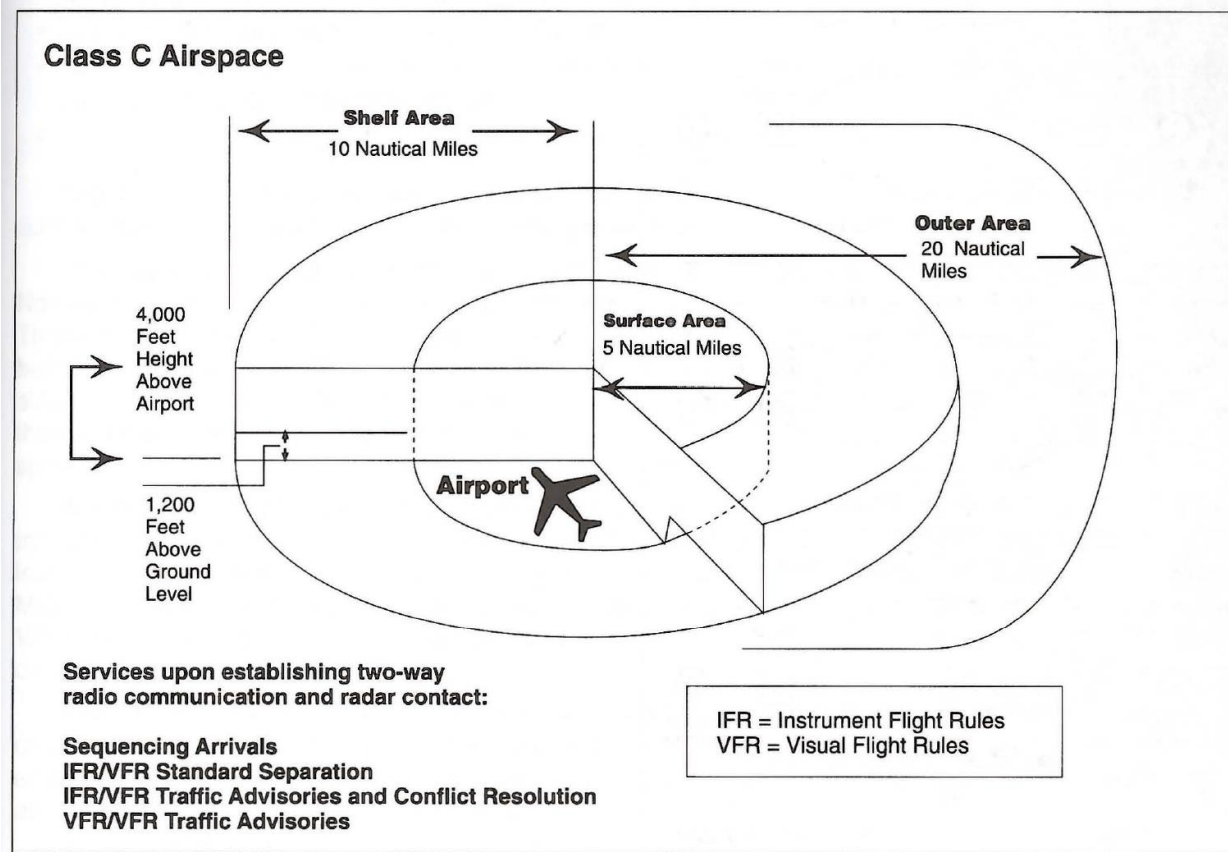 Class C Airspace
Shelf Area
10 Nautical Miles
Outer Area
20 Nautical
Miles
4,000
Feet
Height
Above
Airport
Surface Area
5 Nautical Miles
Airport
1,200
Feet
Above
Ground
Level
Services upon establishing two-way
radio communication and radar contact:
Sequencing Arrivals
IFR/VFR Standard Separation
IFR/VFR Traffic Advisories and Conflict Resolution
VFR/VFR Traffic Advisories
IFR = Instrument Flight Rules
VFR = Visual Flight Rules